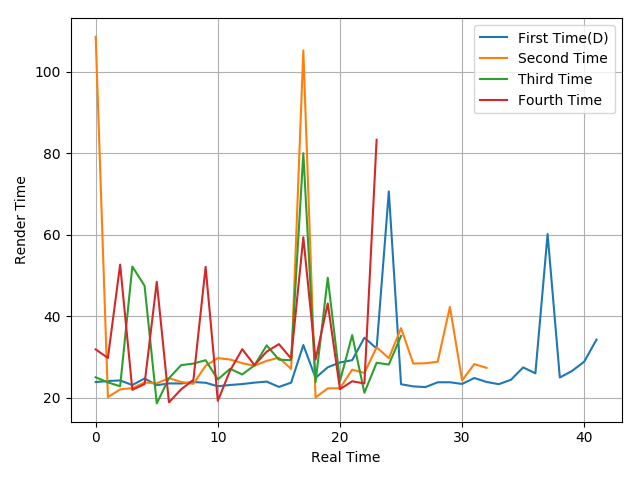 First Time(D)
Second Time
Third Time
Fourth Time
100
80
60
40
20
Render Time
0 10 20 30 40
Real Time